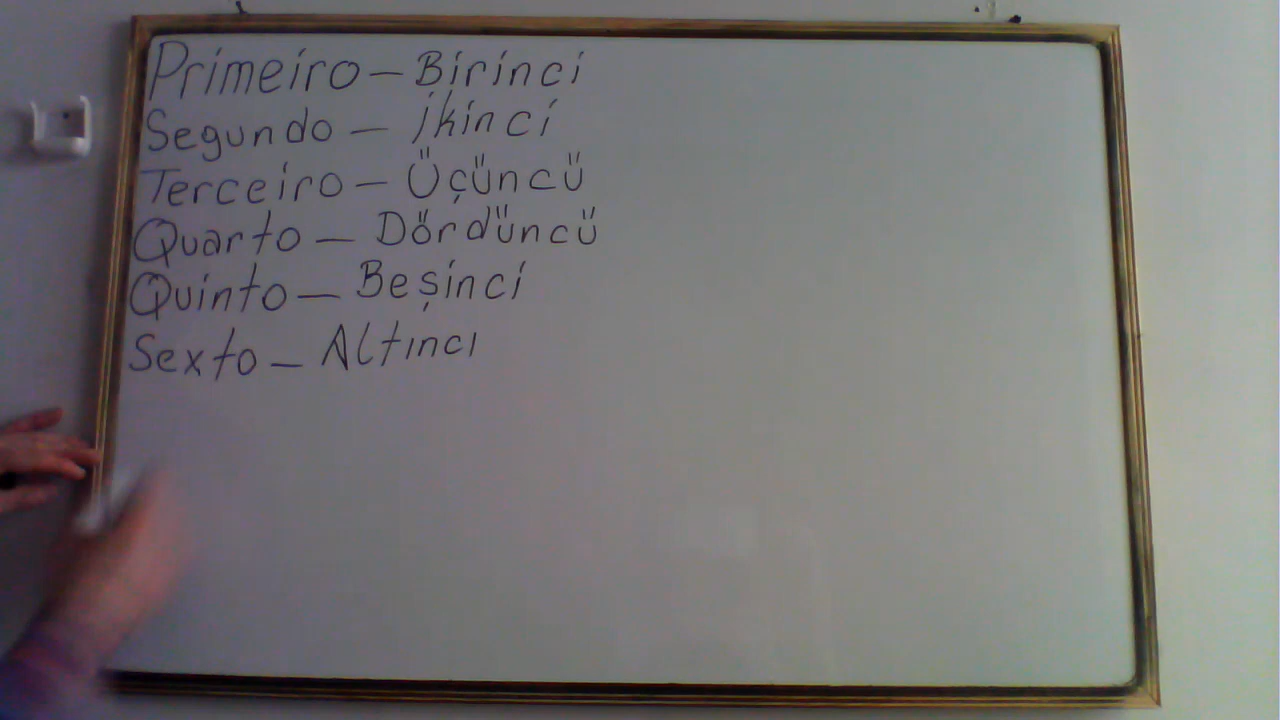 Primeiro – Birinci
Segundo – İkinci
Terceiro – Üçüncü
Quarto – Dördüncü
Quinto – Beşinci
Sexto – Altıncı